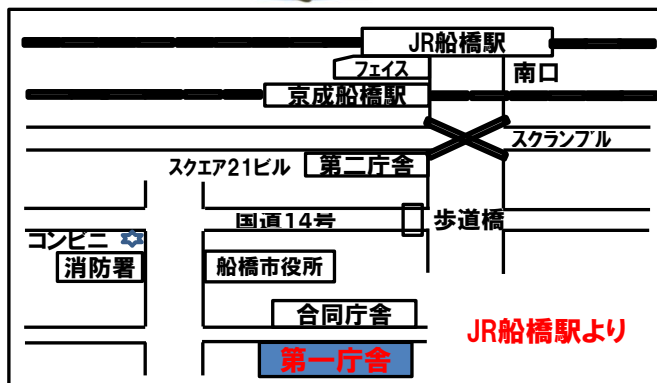 JR船橋駅
フェイス
南口
京成船橋駅
スクランブル
スクエア21ビル
第二庁舎
国道14号
歩道橋
コンビニ
消防署
船橋市役所
合同庁舎
JR船橋駅より
第一庁舎